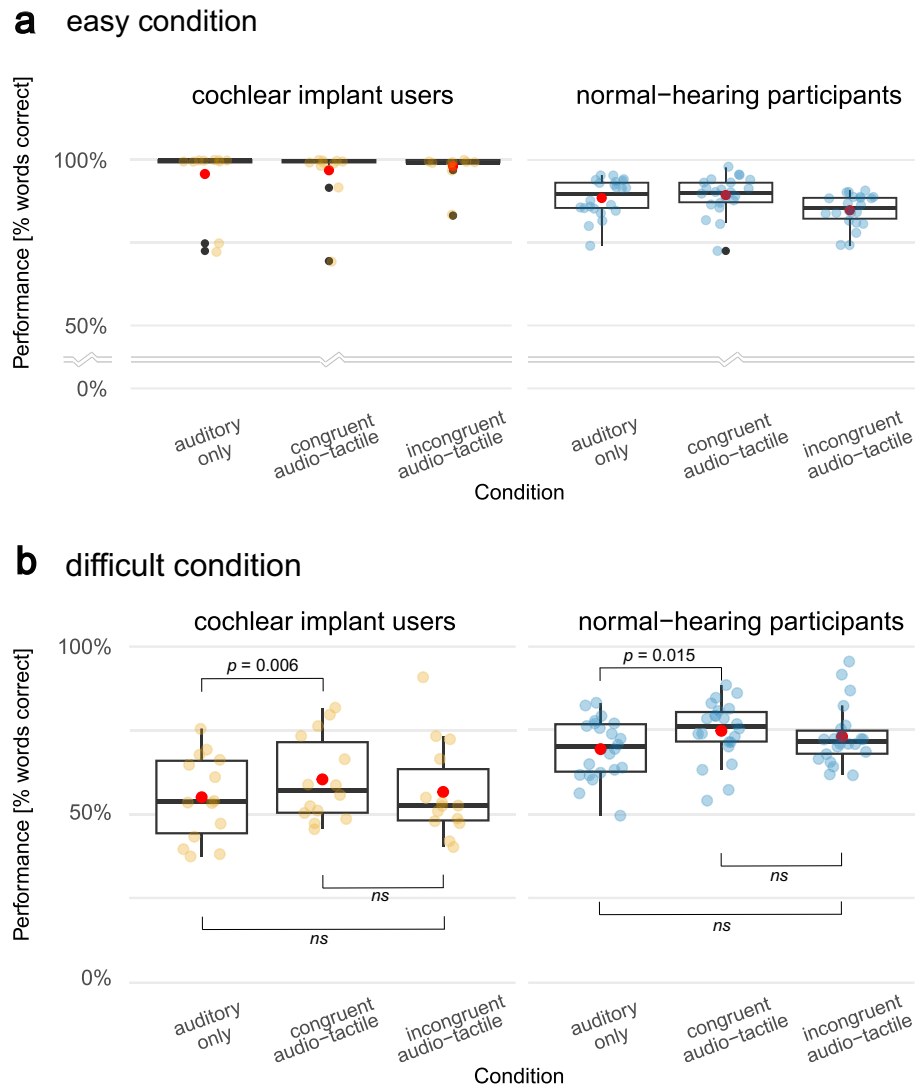 a easy condition
cochlear implant users
normal−hearing participants
Performance [% words correct]
100%
50%
0%
auditory
only
congruent
audio−tactile
incongruent
audio−tactile
auditory
only
congruent
audio−tactile
incongruent
audio−tactile
Condition
b difficult condition
cochlear implant users
normal−hearing participants
Performance [% words correct]
100%
50%
0%
p = 0.006
p = 0.015
ns
ns
ns
ns
auditory
only
congruent
audio−tactile
incongruent
audio−tactile
auditory
only
congruent
audio−tactile
incongruent
audio−tactile
Condition